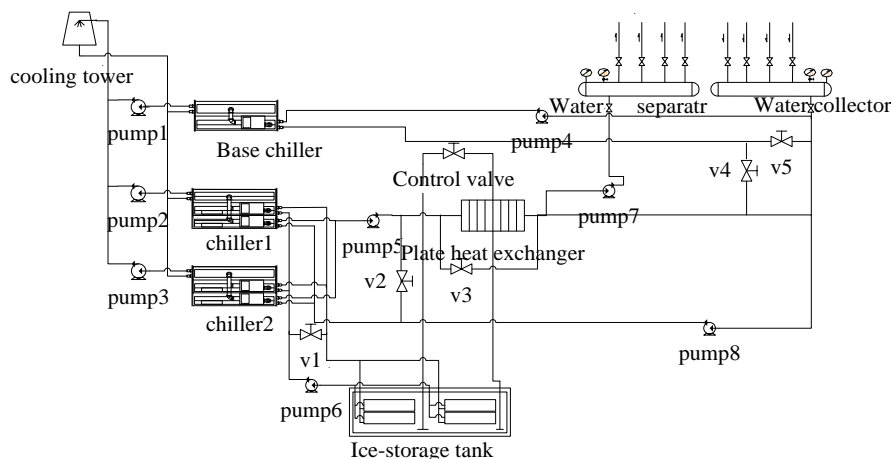 cooling tower
Water
separatr
Water collector
pump1
pump4
Base chiller
v5
v4
Control valve
pump2
chiller1
pump5
pump7
Plate heat exchanger
v2
v3
pump3
chiller2
v1
pump8
pump6
Ice-storage tank